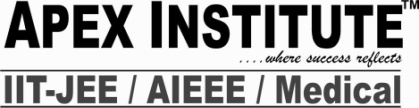 APEX INSTITUTE™
....where success reflects
IIT-JEE / AIEEE / Medical